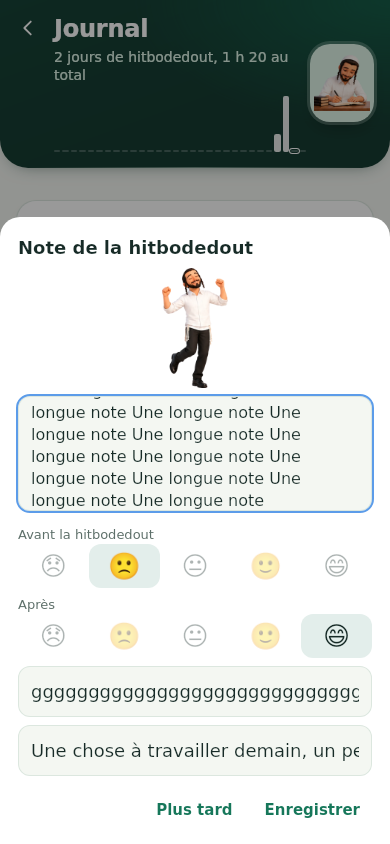 Journal
2 jours de hitbodedout, 1 h 20 au
total
Note de la hitbodedout
longue note Une longue note Une
longue note Une longue note Une
longue note Une longue note Une
longue note Une longue note Une
longue note Une longue note
Avant la hitbodedout
Après
ggggggggggggggggggggggggggggg
Une chose à travailler demain, un pe
Plus tard Enregistrer